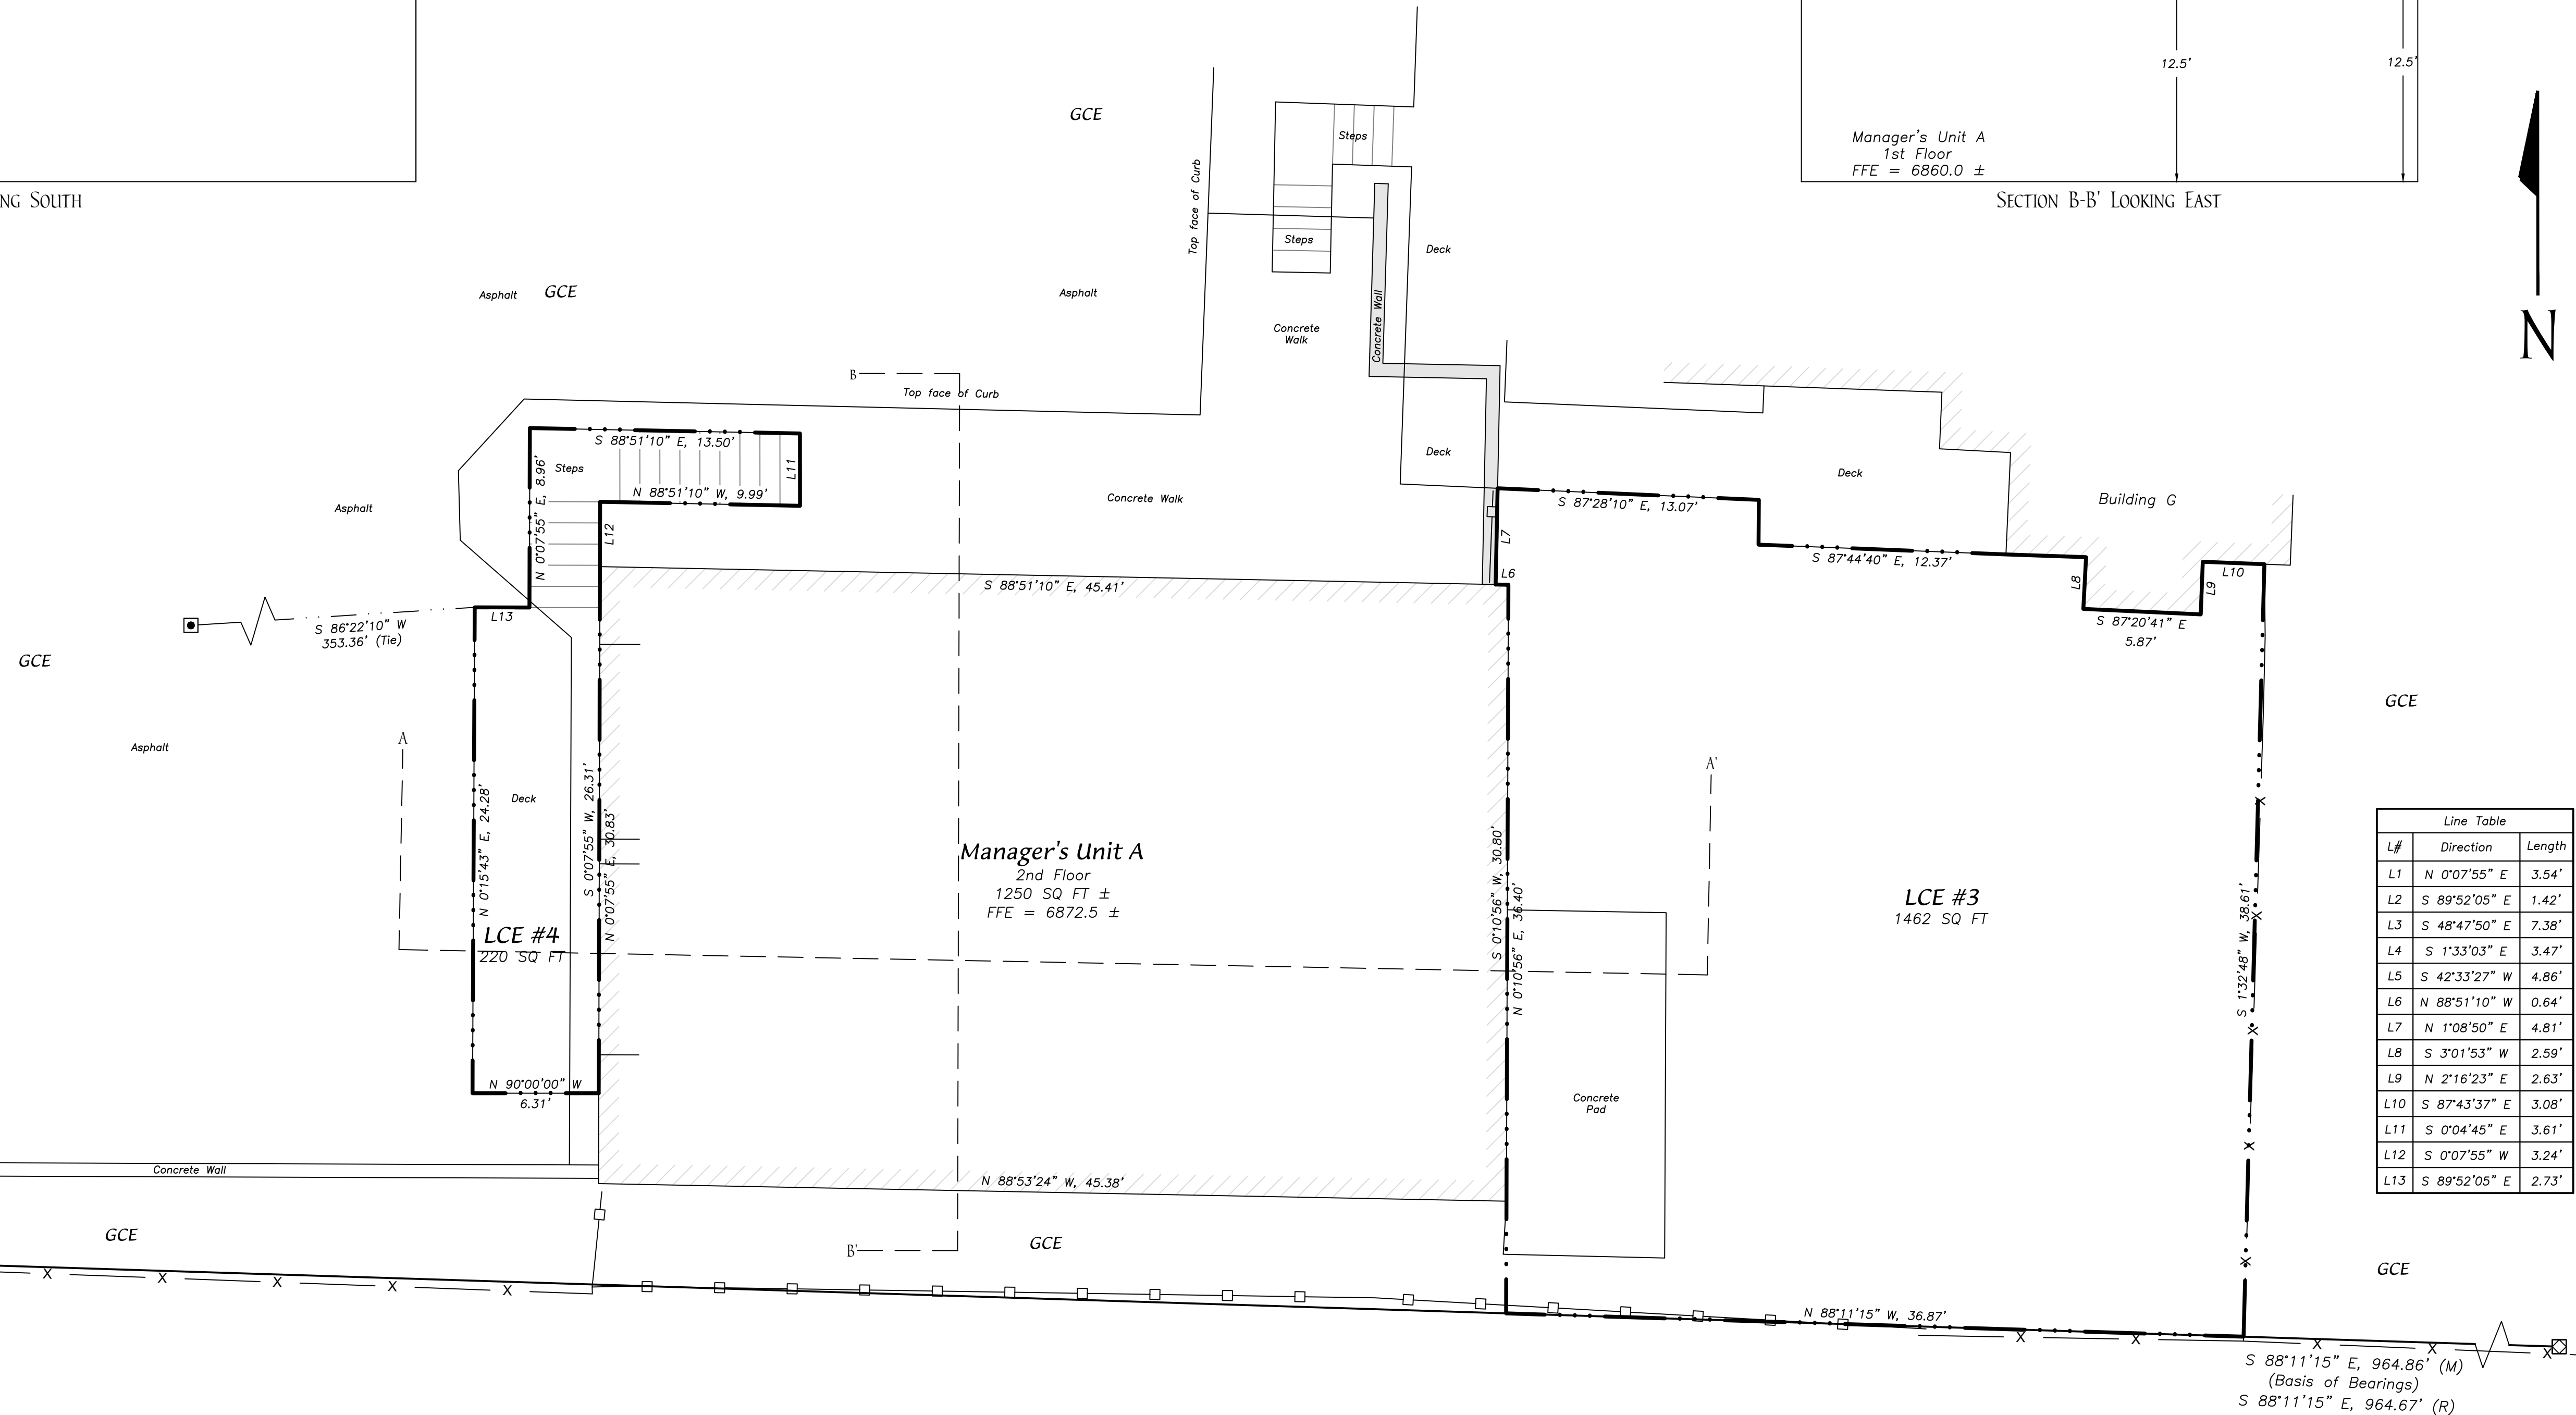 GCE
Steps
Top face of Curb
Steps
Deck
Concrete Wall
Concrete
Walk
12.5'
12.5'
Manager's Unit A
1st Floor
FFE = 6860.0 ±
SECTION B-B' LOOKING EAST
NG SOUTH
N
Asphalt
GCE
Asphalt
B
Top face of Curb
S 88°51'10" E, 13.50'
Steps
N 0°07'55" E, 8.96'
L11
N 88°51'10" W, 9.99'
L12
Asphalt
Concrete Walk
Deck
Deck
Building G
S 87°28'10" E, 13.07'
L7
L6
S 87°44'40" E, 12.37'
L8
L9
L10
S 87°20'41" E
5.87'
S 88°51'10" E, 45.41'
L13
S 86°22'10" W
353.36' (Tie)
GCE
Asphalt
A
A'
GCE
Deck
N 0°15'43" E, 24.28'
S 0°07'55" W, 26.31'
N 0°07'55" E, 30.83'
LCE #4
220 SQ FT
Manager's Unit A
2nd Floor
1250 SQ FT ±
FFE = 6872.5 ±
S 0°10'56" W, 30.80'
N 0°10'56" E, 36.40'
LCE #3
1462 SQ FT
S 1°32'48" W, 38.61'
Line Table
L# Direction Length
L1 N 0°07'55" E 3.54'
L2 S 89°52'05" E 1.42'
L3 S 48°47'50" E 7.38'
L4 S 1°33'03" E 3.47'
L5 S 42°33'27" W 4.86'
L6 N 88°51'10" W 0.64'
L7 N 1°08'50" E 4.81'
L8 S 3°01'53" W 2.59'
L9 N 2°16'23" E 2.63'
L10 S 87°43'37" E 3.08'
L11 S 0°04'45" E 3.61'
L12 S 0°07'55" W 3.24'
L13 S 89°52'05" E 2.73'
N 90°00'00" W
6.31'
Concrete
Pad
Concrete Wall
N 88°53'24" W, 45.38'
GCE
B'
GCE
GCE
N 88°11'15" W, 36.87'
S 88°11'15" E, 964.86' (M)
(Basis of Bearings)
S 88°11'15" E, 964.67' (R)